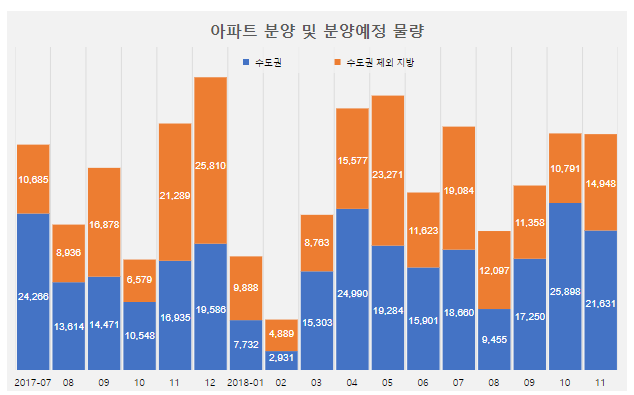 아파트 분양 및 분양예정 물량
수도권 수도권 제외 지방
10,685 8,936 16,878 6,579 21,289 25,810 9,888 4,889 8,763 15,577 23,271 11,623 19,084 12,097 11,358 10,791 14,948
24,266 13,614 14,471 10,548 16,935 19,586 7,732 2,931 15,303 24,990 19,284 15,901 18,660 9,455 17,250 25,898 21,631
2017-07 08 09 10 11 12 2018-01 02 03 04 05 06 07 08 09 10 11